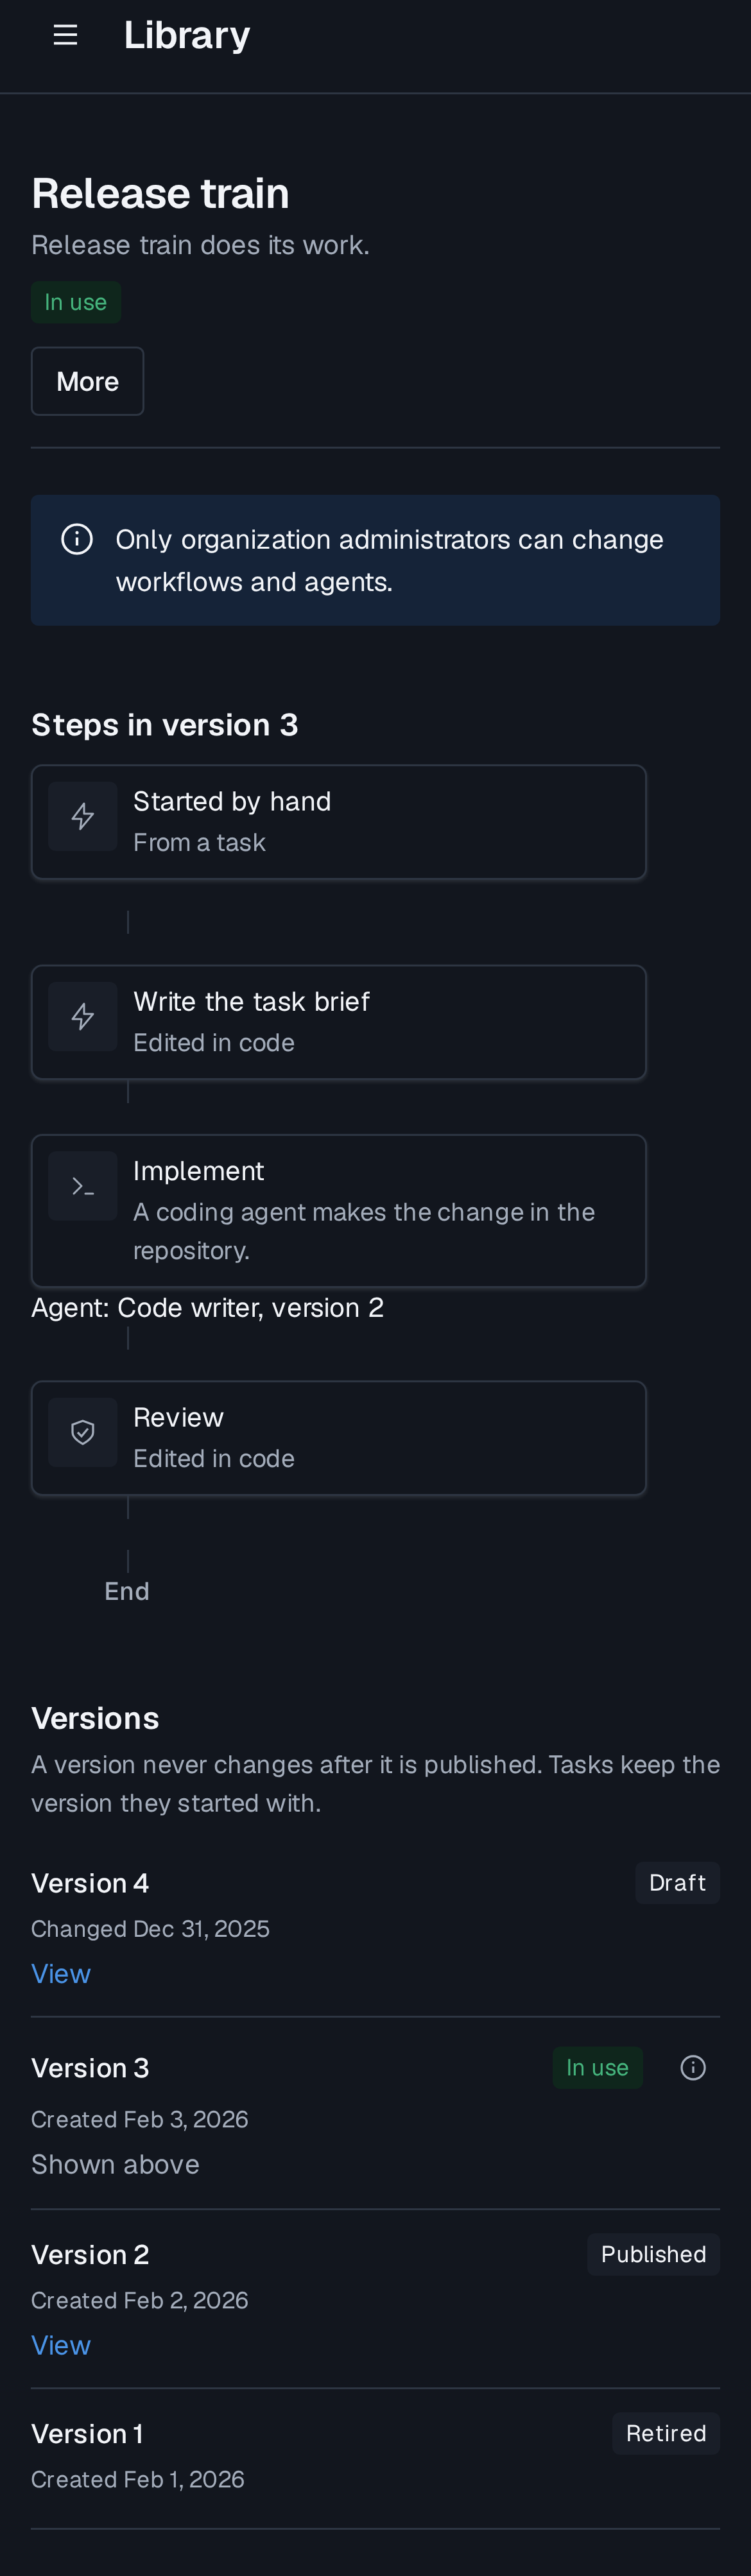 Library
Release train
Release train does its work.
In use
More
Only organization administrators can change
workflows and agents.
Steps in version 3
Started by hand
From a task
Write the task brief
Edited in code
Implement
A coding agent makes the change in the
repository.
Agent: Code writer, version 2
Review
Edited in code
End
Versions
A version never changes after it is published. Tasks keep the
version they started with.
Version 4
Draft
Changed Dec 31, 2025
View
Version 3
In use
Created Feb 3, 2026
Shown above
Version 2
Published
Created Feb 2, 2026
View
Version 1
Retired
Created Feb 1, 2026